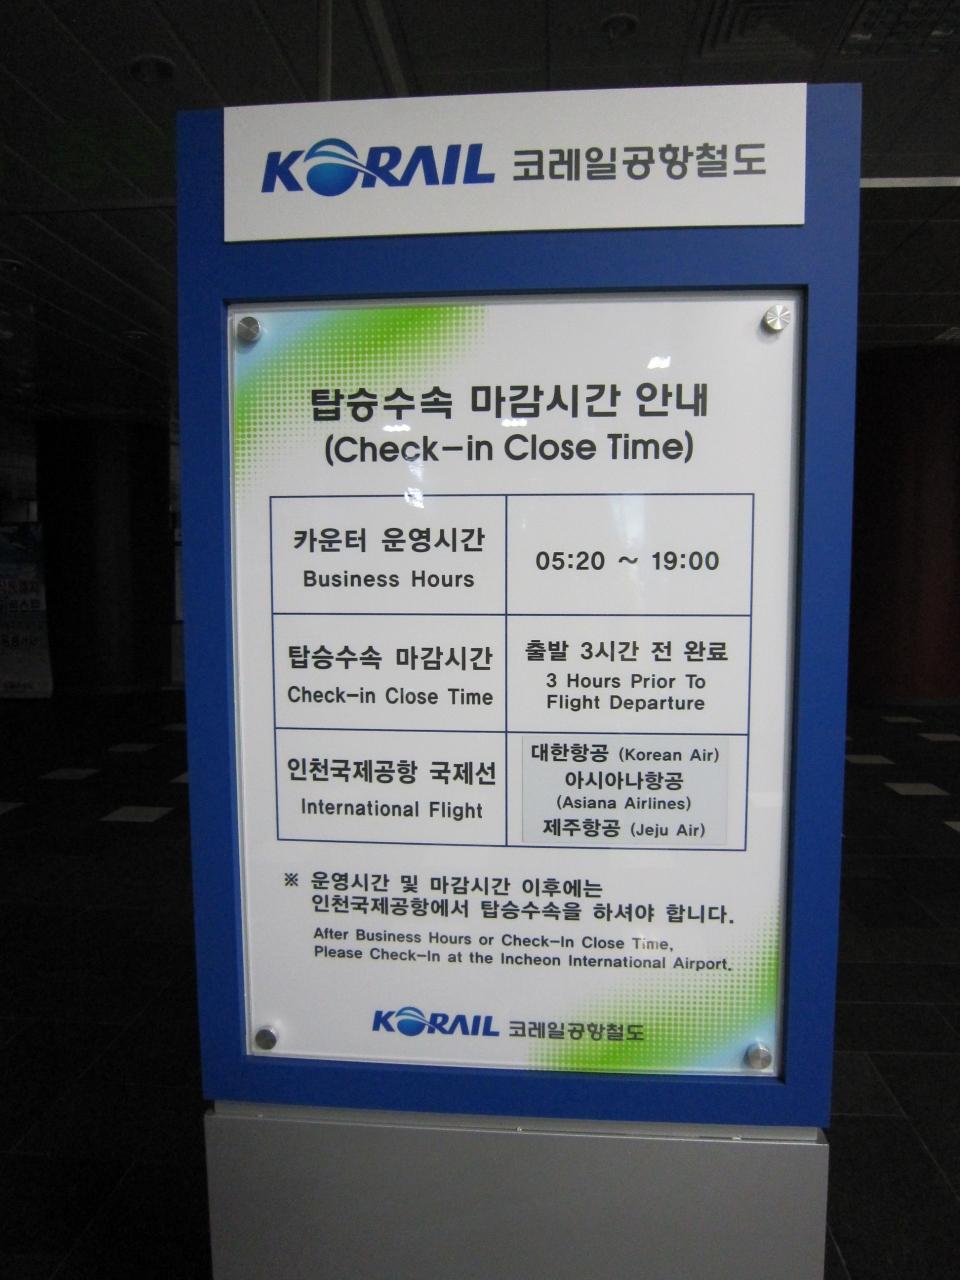 KORAIL 코레일공항철도
탑승수속 마감시간 안내
(Check-in Close Time)
카운터 운영시간
Business Hours
05:20 ~ 19:00
탑승수속 마감시간
Check-in Close Time
출발 3시간 전 완료
3 Hours Prior To
Flight Departure
인천국제공항 국제선
International Flight
대한항공 (Korean Air)
아시아나항공
(Asiana Airlines)
제주항공 (Jeju Air)
※ 운영시간 및 마감시간 이후에는
인천국제공항에서 탑승수속을 하셔야 합니다.
After Business Hours or Check-In Close Time,
Please Check-In at the Incheon International Airport.
KORAIL 코레일공항철도